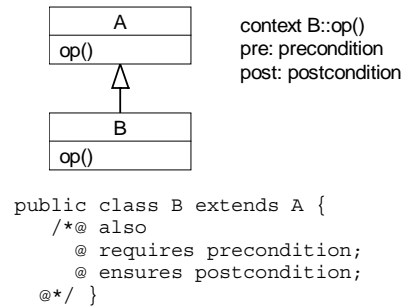 A
op()
context B::op()
pre: precondition
post: postcondition
B
op()
public class B extends A {
/*@ also
@ requires precondition;
@ ensures postcondition;
@*/ }